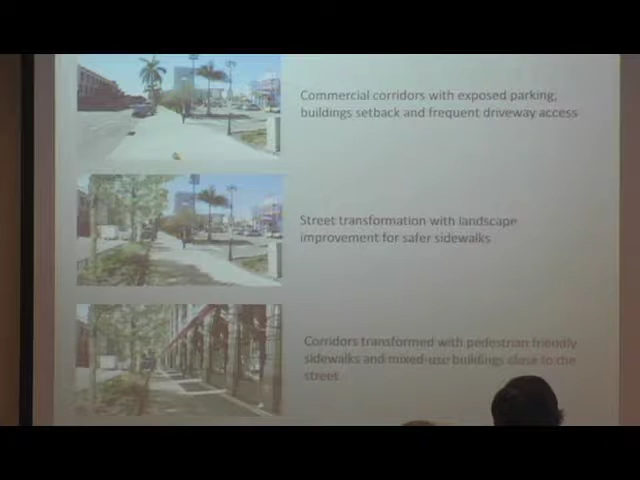 Commercial corridors with exposed parking,
buildings setback and frequent driveway access
Street transformation with landscape
improvement for safer sidewalks
Corridors transformed with pedestrian friendly
sidewalks and mixed-use buildings close to the
street